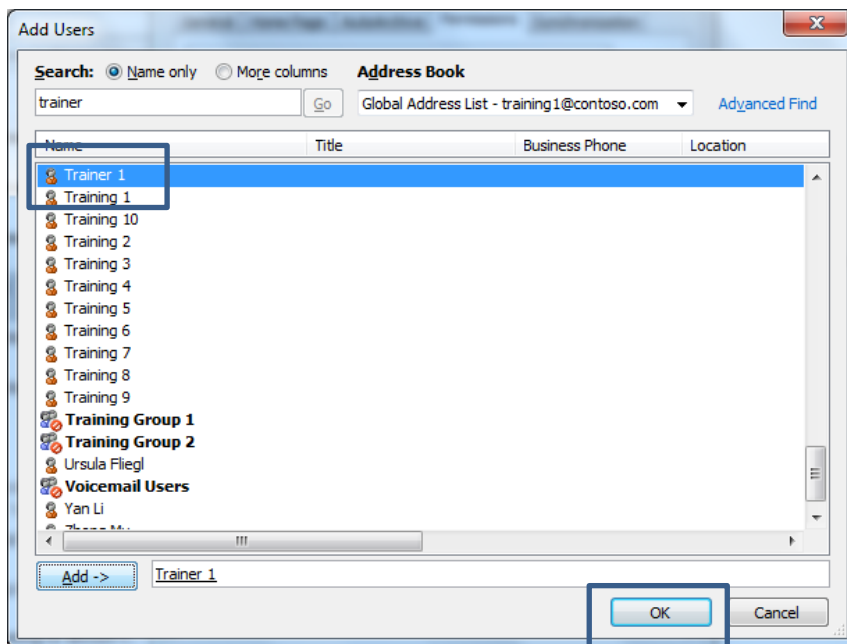 Add Users
Search: Name only More columns Address Book
trainer Go Global Address List - training1@contoso.com Advanced Find
Name Title Business Phone Location
Trainer 1
Training 1
Training 10
Training 2
Training 3
Training 4
Training 5
Training 6
Training 7
Training 8
Training 9
Training Group 1
Training Group 2
Ursula Fliegl
Voicemail Users
Yan Li
Add -> Trainer 1
OK Cancel